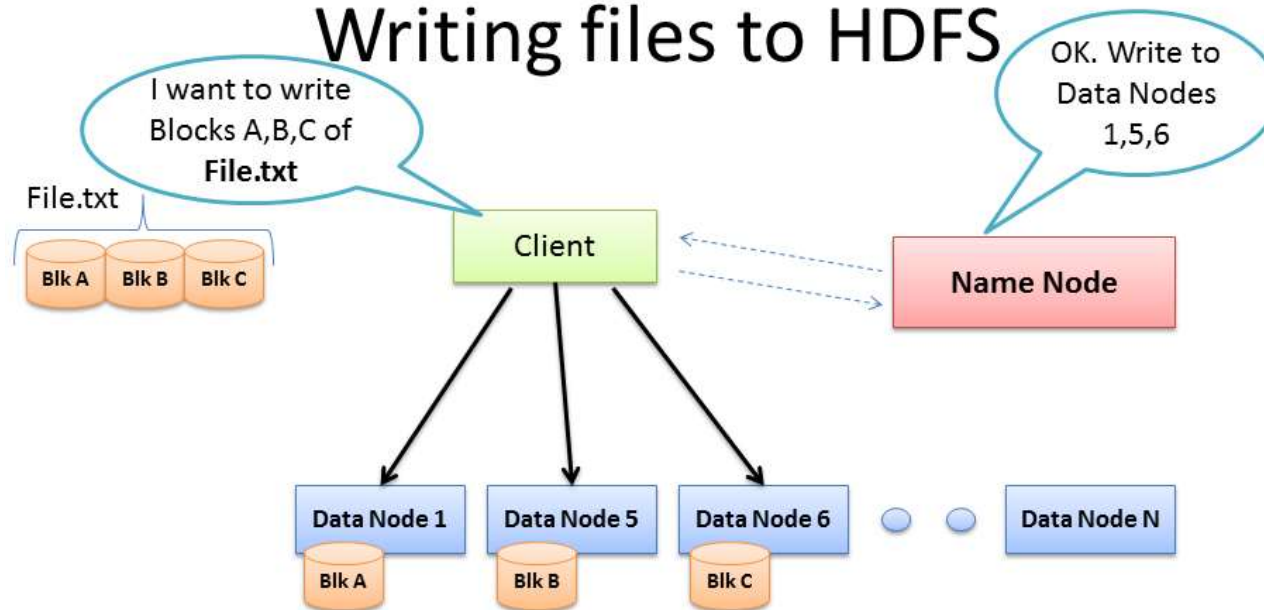 Writing files to HDFS
I want to write
Blocks A,B,C of
File.txt
OK. Write to
Data Nodes
1,5,6
File.txt
Blk A
Blk B
Blk C
Client
Name Node
Data Node 1
Data Node 5
Data Node 6
Data Node N
Blk A
Blk B
Blk C